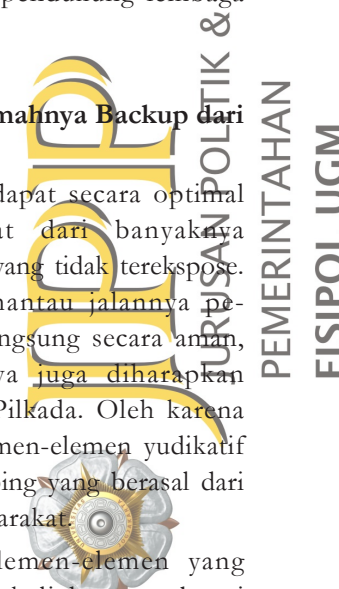 pendukung lembaga
mahnya Backup dari
dapat secara optimal
at dari banyaknya
yang tidak terekspose.
mantau jalannya pe-
ngsung secara aman,
ya juga diharapkan
Pilkada. Oleh karena
men-elemen yudikatif
ping yang berasal dari
arakat.
elemen-elemen yang
JPP
JURUSAN POLITIK &
PEMERINTAHAN
FISIPOL UGM